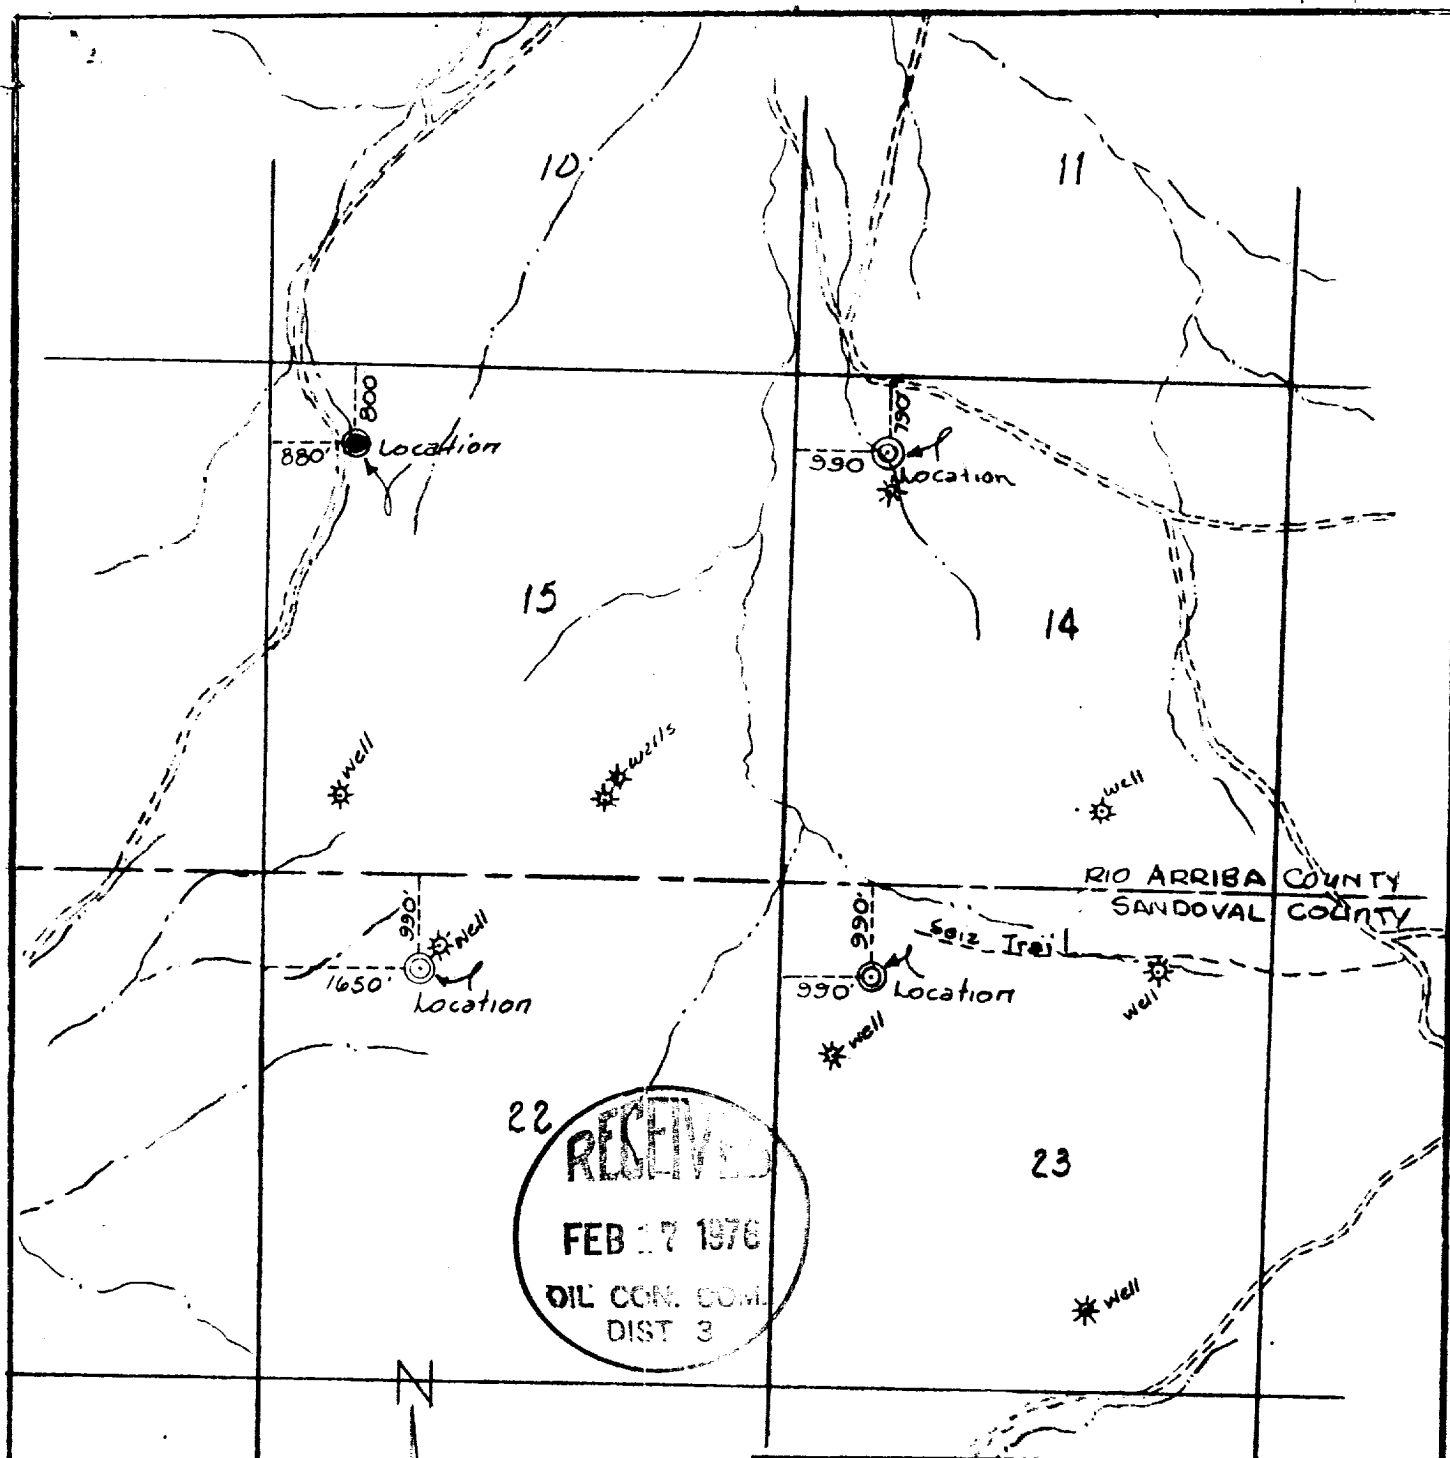 10
11
800
880'
Location
790'
990
Location
15
14
well
wells
well
RIO ARRIBA COUNTY
SANDOVAL COUNTY
990'
well
1650'
Location
990'
990'
Location
well
well
22
23
RECEIVED
FEB 17 1976
OIL CON. COM.
DIST 3
well
N